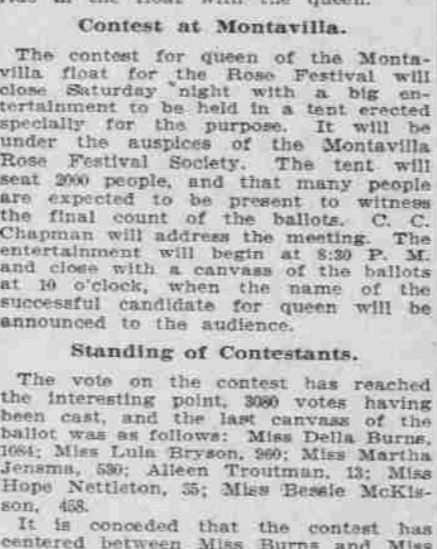 ride in the float with the queen.
Contest at Montavilla.
The contest for queen of the Monta-
villa float for the Rose Festival will
close Saturday night with a big en-
tertainment to be held in a tent erected
specially for the purpose. It will be
under the auspices of the Montavilla
Rose Festival Society. The tent will
seat 2000 people, and that many people
are expected to be present to witness
the final count of the ballots. C. C.
Chapman will address the meeting. The
entertainment will begin at 8:30 P. M.
and close with a canvass of the ballots
at 10 o'clock, when the name of the
successful candidate for queen will be
announced to the audience.
Standing of Contestants.
The vote on the contest has reached
the interesting point, 3080 votes having
been cast, and the last canvass of the
ballot was as follows: Miss Della Burns,
1084; Miss Lula Bryson, 960; Miss Martha
Jensma, 530; Aileen Troutman, 13; Miss
Hope Nettleton, 35; Miss Bessie McKis-
son, 458.
It is conceded that the contest has
centered between Miss Burns and Miss